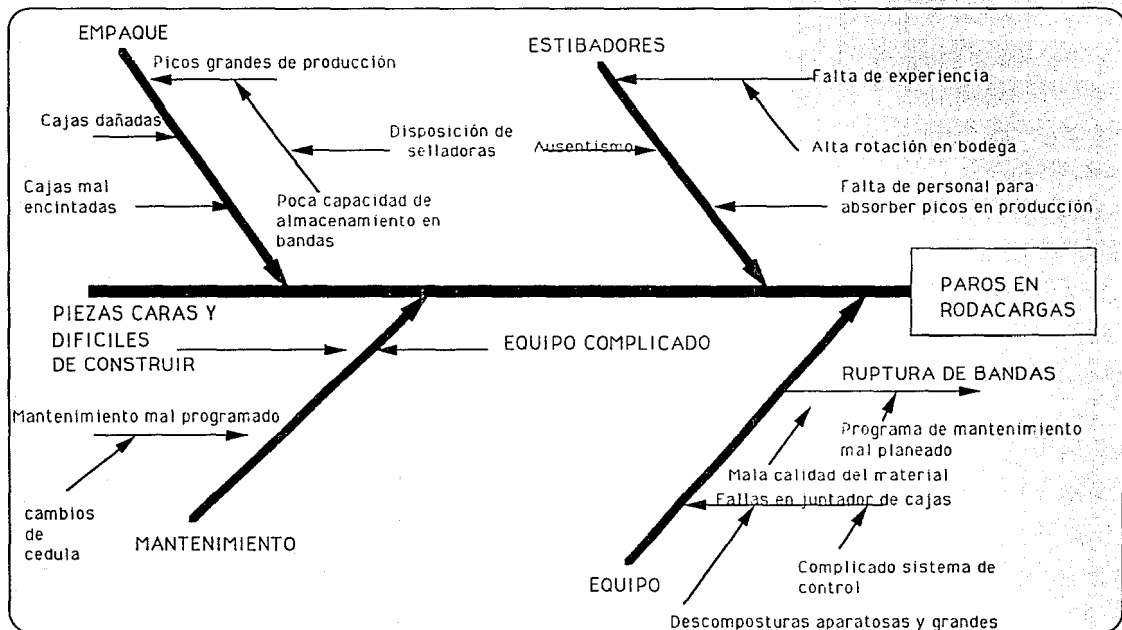 EMPAQUE
Picos grandes de producción
Cajas dañadas
Disposición de
selladoras
Cajas mal
encintadas
Poca capacidad de
almacenamiento en
bandas
ESTIBADORES
Falta de experiencia
Ausentismo
Alta rotación en bodega
Falta de personal para
absorber picos en producción
PAROS EN
RODACARGAS
PIEZAS CARAS Y
DIFICILES
DE CONSTRUIR
EQUIPO COMPLICADO
Mantenimiento mal programado
cambios
de
cedula
MANTENIMIENTO
RUPTURA DE BANDAS
Programa de mantenimiento
mal planeado
Mala calidad del material
Fallas en juntador de cajas
Complicado sistema de
control
EQUIPO
Descomposturas aparatosas y grandes